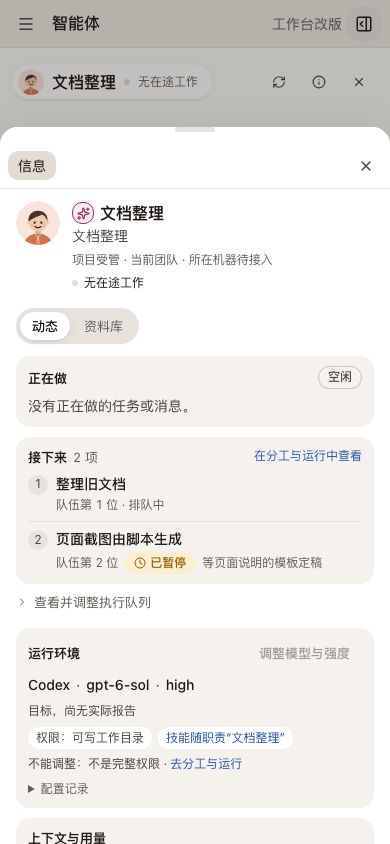 智能体
工作台改版
文档整理
无在途工作
信息
文档整理
文档整理
项目受管 · 当前团队 · 所在机器待接入
无在途工作
动态
资料库
正在做
空闲
没有正在做的任务或消息。
接下来 2 项
在分工与运行中查看
1 整理旧文档
队伍第 1 位 · 排队中
2 页面截图由脚本生成
队伍第 2 位 已暂停 等页面说明的模板定稿
查看并调整执行队列
运行环境
调整模型与强度
Codex · gpt-6-sol · high
目标，尚无实际报告
权限：可写工作目录 技能随职责“文档整理”
不能调整：不是完整权限 · 去分工与运行
配置记录
上下文与用量